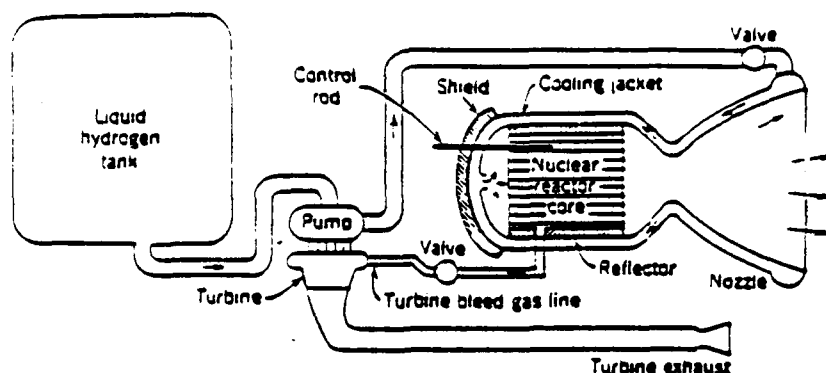 Valve
Control
rod
Shield
Cooling jacket
Liquid
hydrogen
tank
Nuclear
reactor
core
Pump
Valve
Turbine
Turbine bleed gas line
Reflector
Nozzle
Turbine exhaust